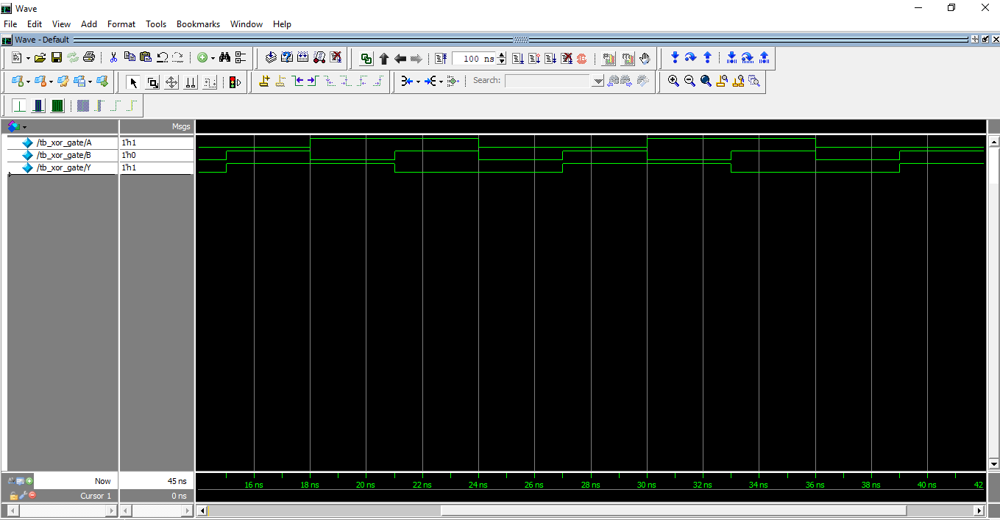 Wave
File Edit View Add Format Tools Bookmarks Window Help
Wave - Default
100 ns
Search:
Msgs
/tb_xor_gate/A 1'h1
/tb_xor_gate/B 1'h0
/tb_xor_gate/Y 1'h1
Now 45 ns
16 ns 18 ns 20 ns 22 ns 24 ns 26 ns 28 ns 30 ns 32 ns 34 ns 36 ns 38 ns 40 ns 42
Cursor 1 0 ns